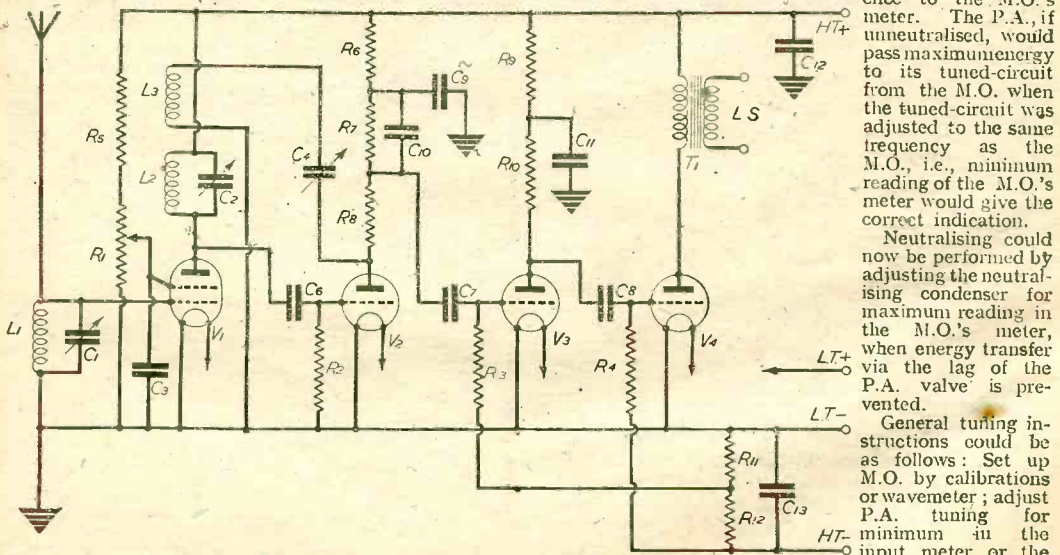 ence to the M.O.'s
meter. The P.A., if
unneutralised, would
pass maximum energy
to its tuned-circuit
from the M.O. when
the tuned-circuit was
adjusted to the same
frequency as the
M.O., i.e., minimum
reading of the M.O.'s
meter would give the
correct indication.
Neutralising could
now be performed by
adjusting the neutral-
ising condenser for
maximum reading in
the M.O.'s meter,
when energy transfer
via the lag of the
P.A. valve is pre-
vented.
General tuning in-
structions could be
as follows: Set up
M.O. by calibrations
or wavemeter; adjust
P.A. tuning for
minimum in the
input meter or the
HT+
C12
R6
R9
L3
C9
R7
C10
C11
LS
R5
C4
T1
L2
C2
R8
R10
R1
L1
C1
V1
C6
V2
C7
V3
C8
V4
C3
R2
R3
R4
LT+
LT-
R11
C13
R12
HT-